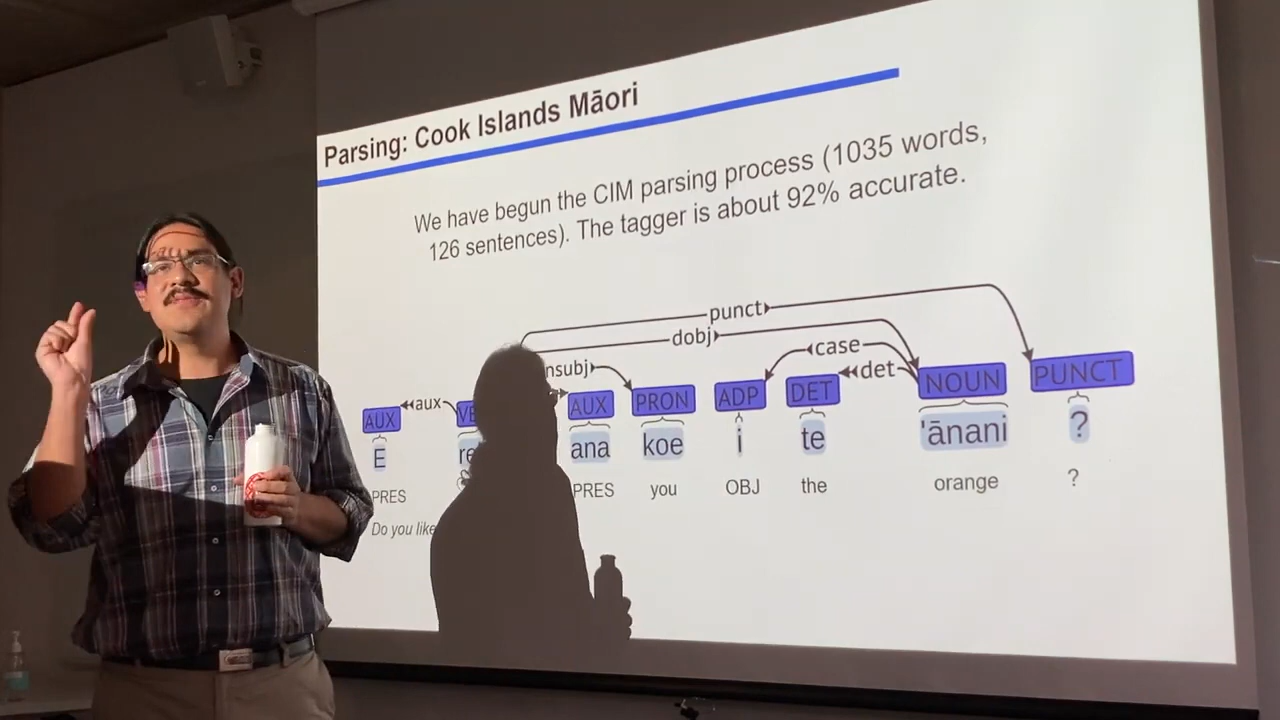 Parsing: Cook Islands Māori
We have begun the CIM parsing process (1035 words,
126 sentences). The tagger is about 92% accurate.
punct
dobj
nsubj case
aux det
AUX AUX PRON ADP DET NOUN PUNCT
E ana koe i te 'ānani ?
PRES PRES you OBJ the orange ?
Do you like